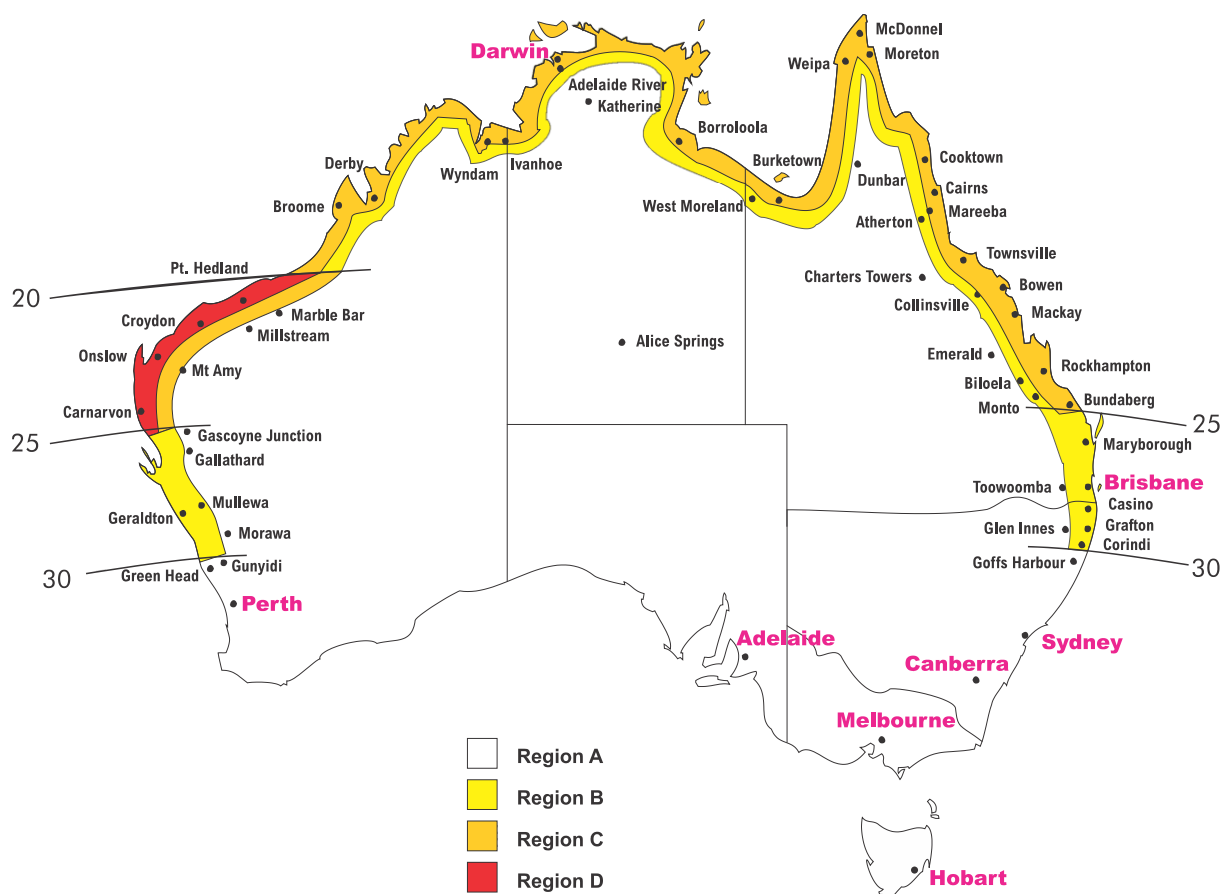 McDonnel
Darwin
Moreton
Weipa
Adelaide River
Katherine
Borroloola
Derby
Wyndam
Ivanhoe
Burketown
Cooktown
Dunbar
Broome
Cairns
West Moreland
Mareeba
Atherton
Townsville
Pt. Hedland
Charters Towers
Bowen
20
Collinsville
Marble Bar
Mackay
Croydon
Millstream
Alice Springs
Onslow
Emerald
Mt Amy
Rockhampton
Biloela
Carnarvon
Monto
Bundaberg
25
25
Gascoyne Junction
Maryborough
Gallathard
Toowoomba
Brisbane
Mullewa
Casino
Geraldton
Morawa
Glen Innes
Grafton
Corindi
Gunyidi
Goffs Harbour
30
30
Green Head
Perth
Adelaide
Sydney
Canberra
Melbourne
Region A
Region B
Region C
Region D
Hobart